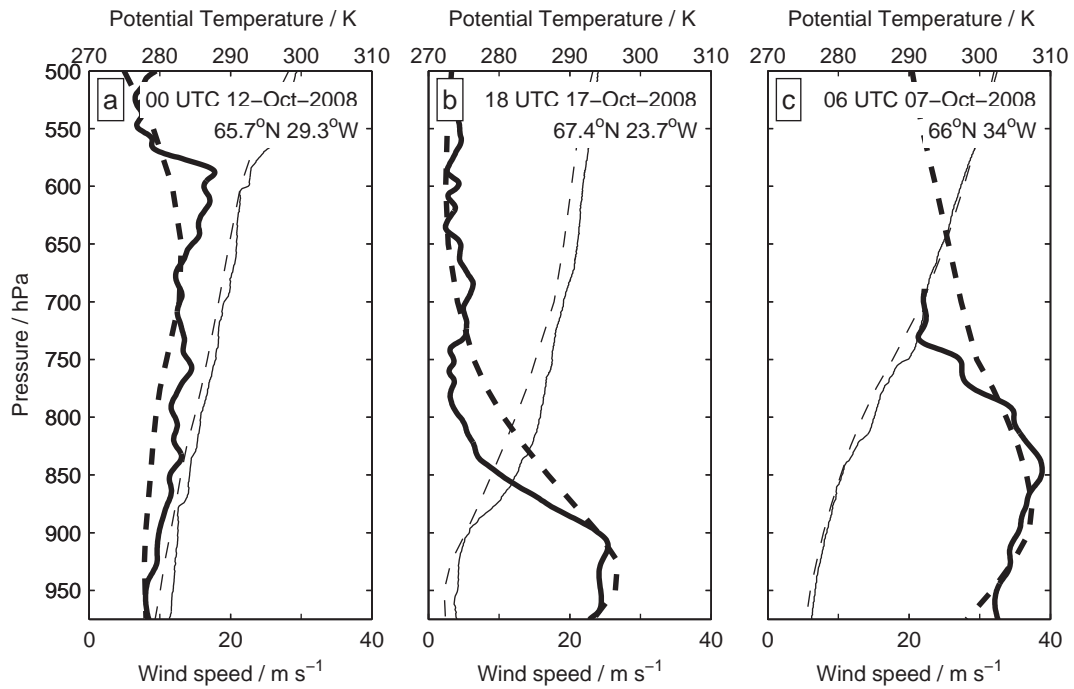 Potential Temperature / K Potential Temperature / K Potential Temperature / K
270 280 290 300 310 270 280 290 300 310 270 280 290 300 310
a 00 UTC 12−Oct−2008
65.7°N 29.3°W
b 18 UTC 17−Oct−2008
67.4°N 23.7°W
c 06 UTC 07−Oct−2008
66°N 34°W
Pressure / hPa
500
550
600
650
700
750
800
850
900
950
0 20 40 0 20 40 0 20 40
Wind speed / m s⁻¹ Wind speed / m s⁻¹ Wind speed / m s⁻¹